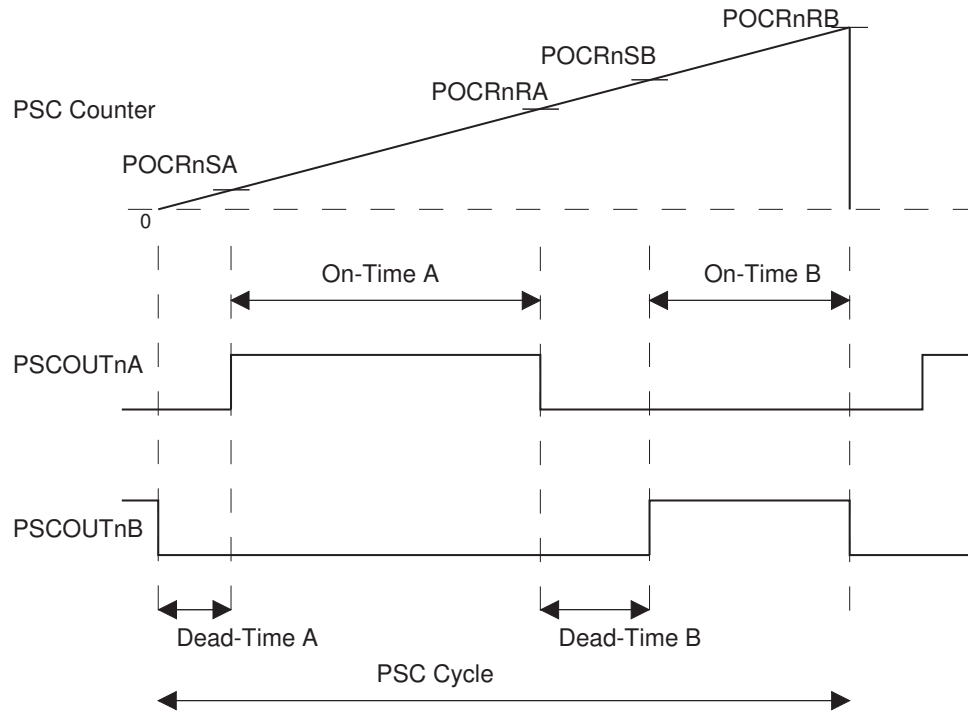 POCRnRB
POCRnSB
POCRnRA
PSC Counter
POCRnSA
0
On-Time A
On-Time B
PSCOUTnA
PSCOUTnB
Dead-Time A
Dead-Time B
PSC Cycle